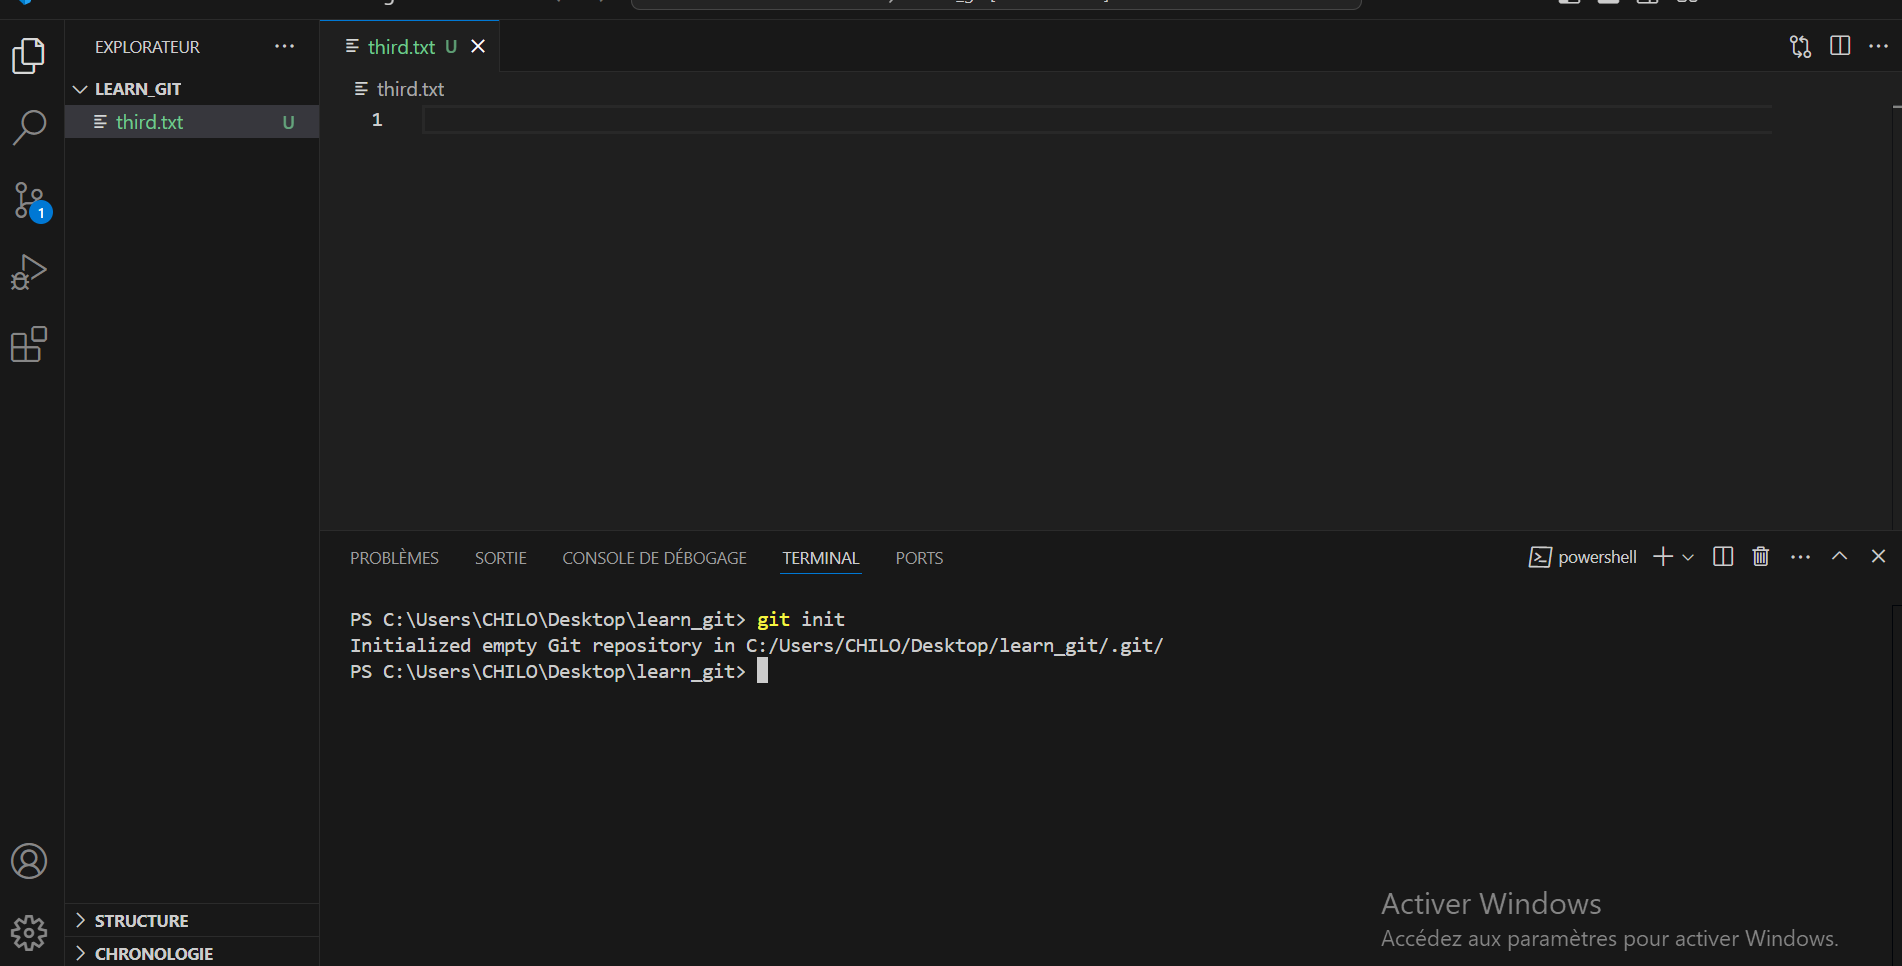 EXPLORATEUR
LEARN_GIT
third.txt U
1
third.txt U
third.txt
1
PROBLÈMES SORTIE CONSOLE DE DÉBOGAGE TERMINAL PORTS
powershell
PS C:\Users\CHILO\Desktop\learn_git> git init
Initialized empty Git repository in C:/Users/CHILO/Desktop/learn_git/.git/
PS C:\Users\CHILO\Desktop\learn_git>
STRUCTURE
CHRONOLOGIE
Activer Windows
Accédez aux paramètres pour activer Windows.